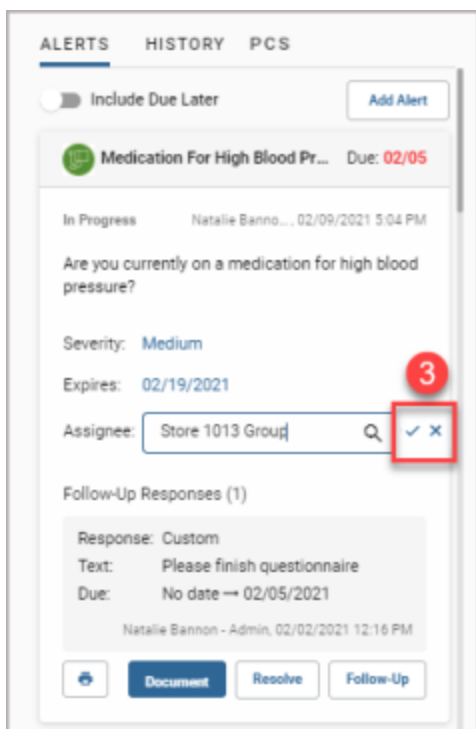 ALERTS HISTORY PCS
Include Due Later Add Alert
Medication For High Blood Pr... Due: 02/05
In Progress Natalie Banno..., 02/09/2021 5:04 PM
Are you currently on a medication for high blood
pressure?
Severity: Medium
3
Expires: 02/19/2021
Assignee: Store 1013 Group
Follow-Up Responses (1)
Response: Custom
Text: Please finish questionnaire
Due: No date → 02/05/2021
Natalie Bannon - Admin, 02/02/2021 12:16 PM
Document Resolve Follow-Up